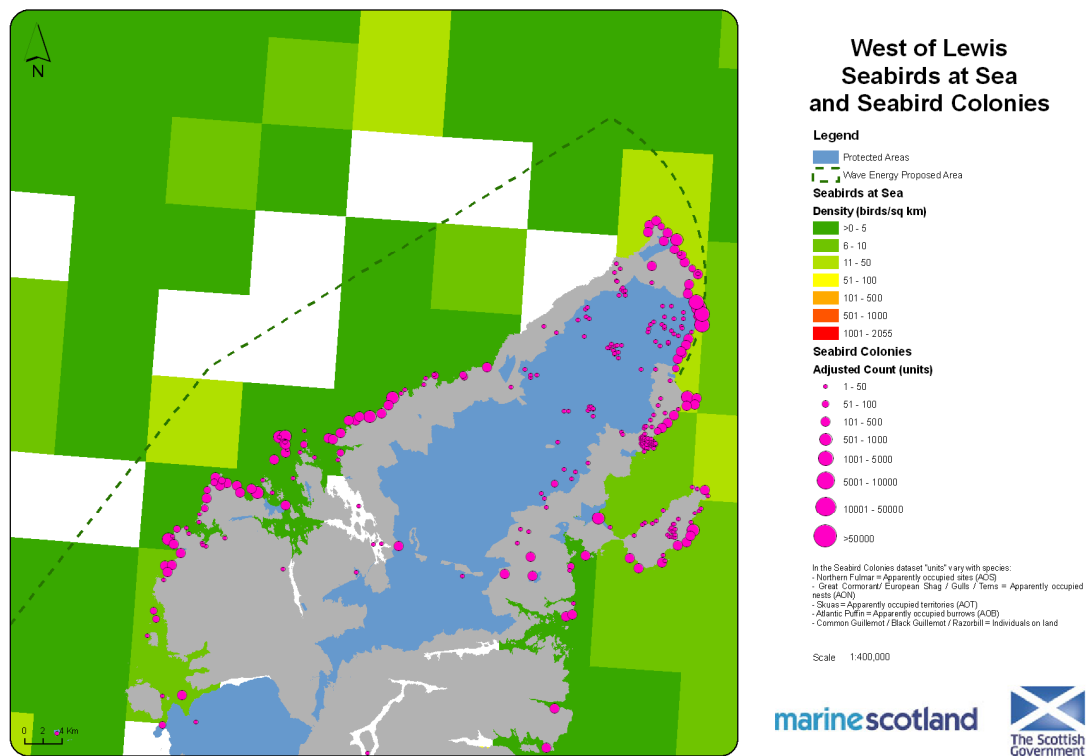 N
0 2 4 Km
West of Lewis
Seabirds at Sea
and Seabird Colonies
Legend
Protected Areas
Wave Energy Proposed Area
Seabirds at Sea
Density (birds/sq km)
>0 - 5
6 - 10
11 - 50
51 - 100
101 - 500
501 - 1000
1001 - 2055
Seabird Colonies
Adjusted Count (units)
1 - 50
51 - 100
101 - 500
501 - 1000
1001 - 5000
5001 - 10000
10001 - 50000
>50000
In the Seabird Colonies dataset "units" vary with species:
- Northern Fulmar = Apparently occupied sites (AOS)
- Great Cormorant/ European Shag / Gulls / Terns = Apparently occupied
nests (AON)
- Skuas = Apparently occupied territories (AOT)
- Atlantic Puffin = Apparently occupied burrows (AOB)
- Common Guillemot / Black Guillemot / Razorbill = Individuals on land
Scale 1:400,000
marinescotland
The Scottish
Government